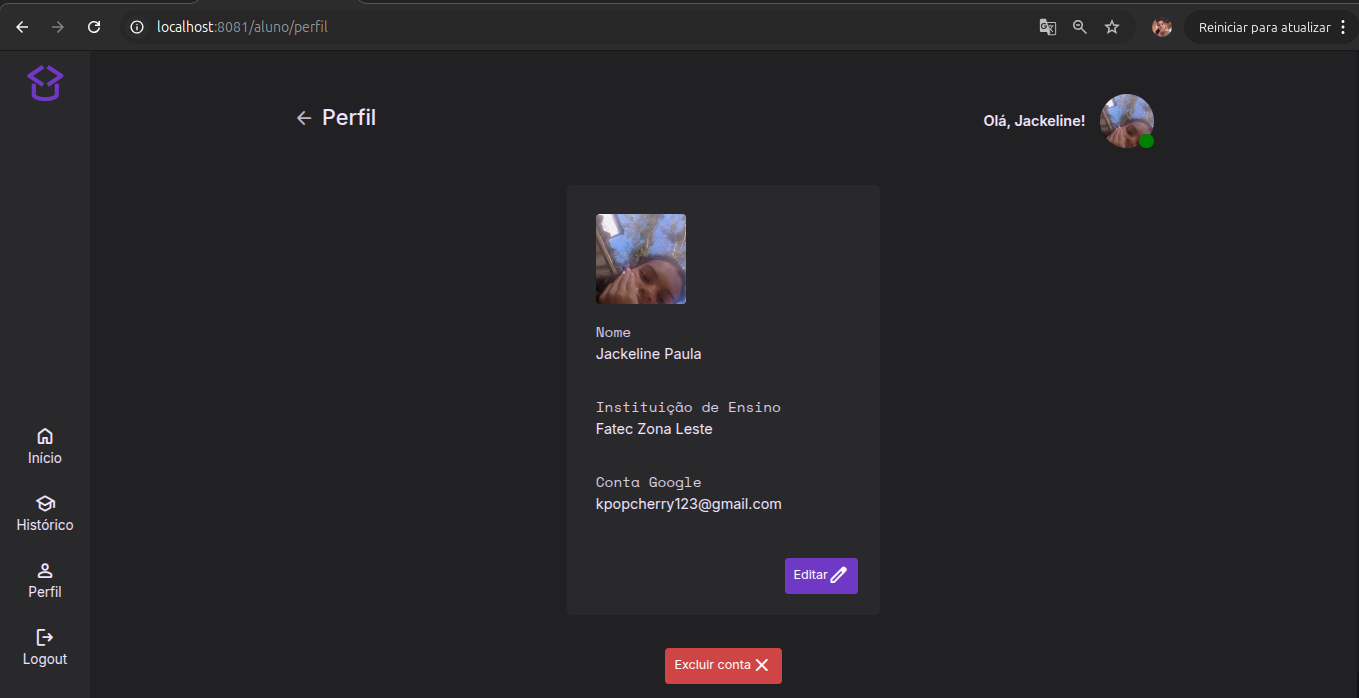 localhost:8081/aluno/perfil
Reiniciar para atualizar
Perfil
Olá, Jackeline!
Nome
Jackeline Paula
Instituição de Ensino
Fatec Zona Leste
Conta Google
kpopcherry123@gmail.com
Editar
Excluir conta
Início
Histórico
Perfil
Logout